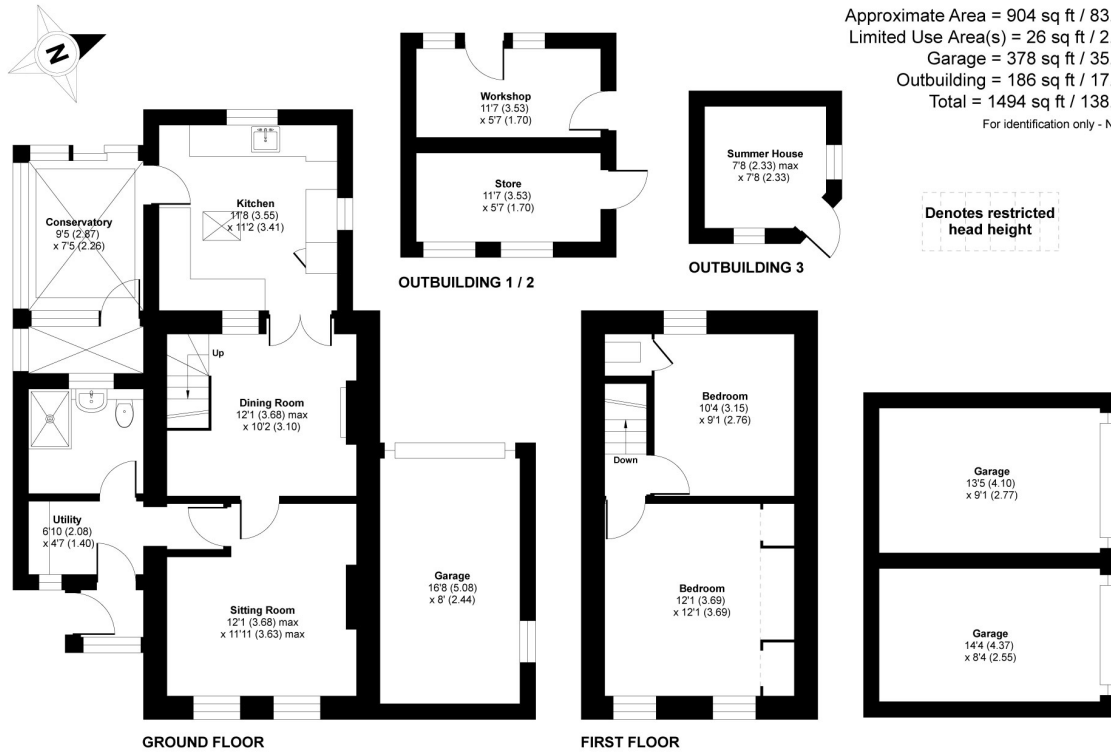 Approximate Area = 904 sq ft / 83
Limited Use Area(s) = 26 sq ft / 2
Garage = 378 sq ft / 35
Outbuilding = 186 sq ft / 17
Total = 1494 sq ft / 138
For identification only - N
N
Workshop
11'7 (3.53)
x 5'7 (1.70)
Store
11'7 (3.53)
x 5'7 (1.70)
OUTBUILDING 1 / 2
Summer House
7'8 (2.33) max
x 7'8 (2.33)
OUTBUILDING 3
Denotes restricted
head height
Kitchen
11'8 (3.55)
x 11'2 (3.41)
Conservatory
9'5 (2.87)
x 7'5 (2.26)
Up
Dining Room
12'1 (3.68) max
x 10'2 (3.10)
Utility
6'10 (2.08)
x 4'7 (1.40)
Sitting Room
12'1 (3.68) max
x 11'11 (3.63) max
Garage
16'8 (5.08)
x 8' (2.44)
GROUND FLOOR
Bedroom
10'4 (3.15)
x 9'1 (2.76)
Down
Bedroom
12'1 (3.69)
x 12'1 (3.69)
FIRST FLOOR
Garage
13'5 (4.10)
x 9'1 (2.77)
Garage
14'4 (4.37)
x 8'4 (2.55)